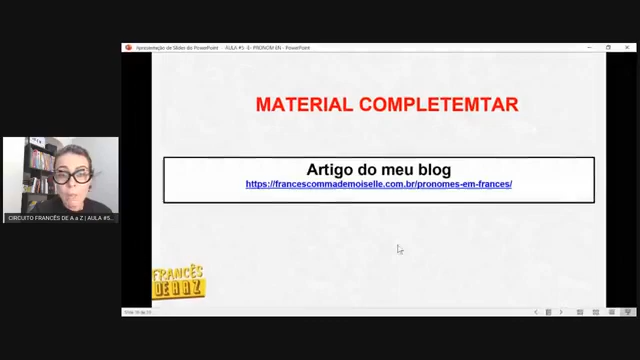 Apresentação de Slides do PowerPoint - AULA #5 -E- PRONOM EN - PowerPoint
MATERIAL COMPLETEMTAR
Artigo do meu blog
https://francescommademoiselle.com.br/pronomes-em-frances/
CIRCUITO FRANCÊS DE A a Z | AULA #5...
FRANCÊS
DE A A Z